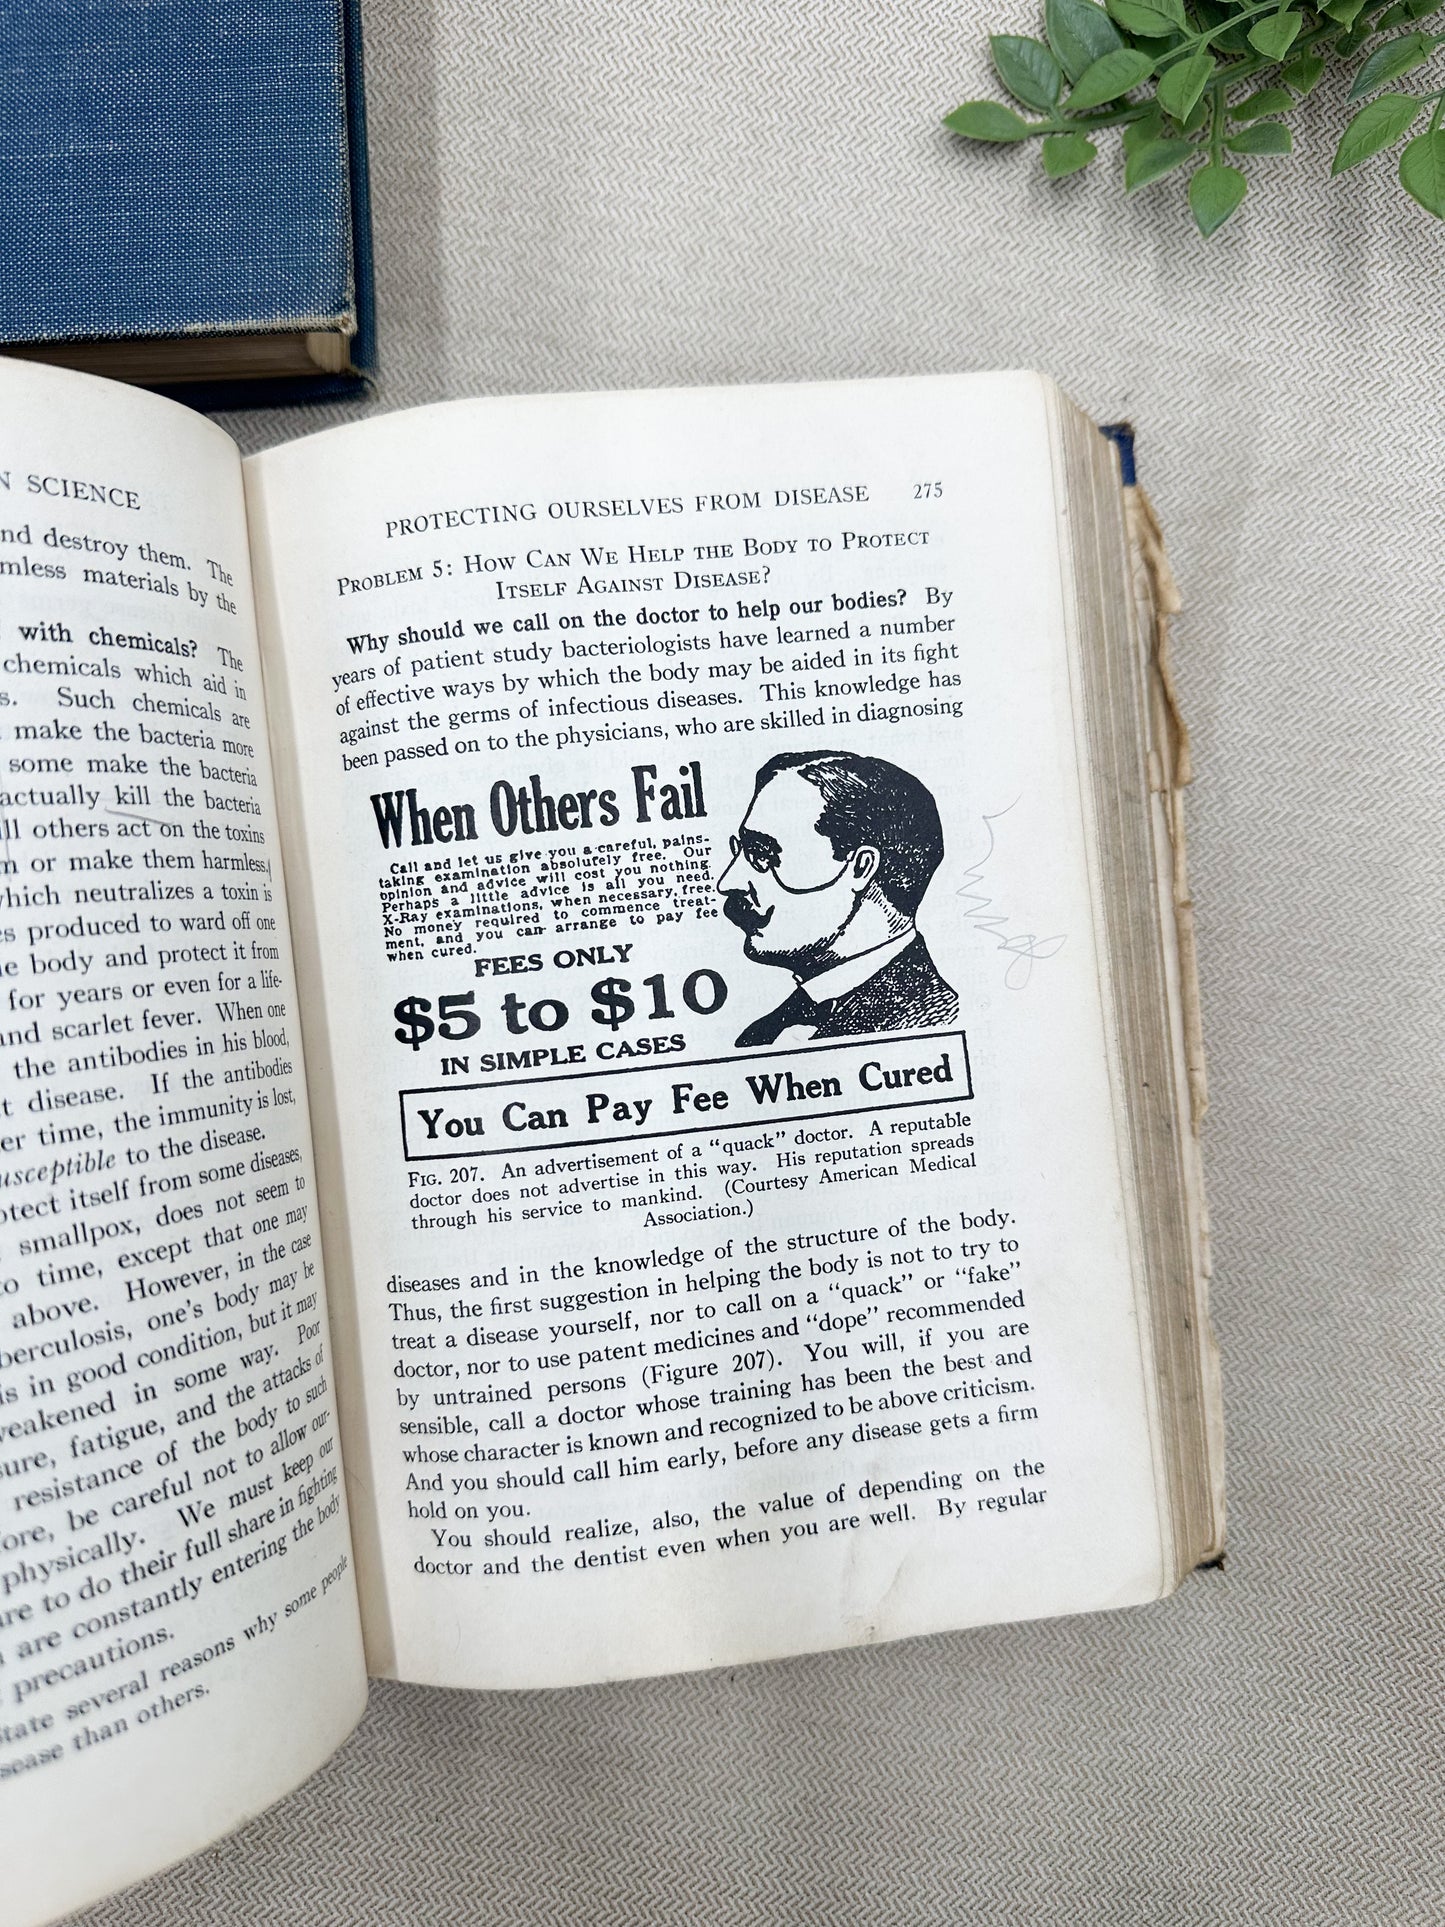 SCIENCE
nd destroy them. The
mless materials by the
with chemicals? The
chemicals which aid in
s. Such chemicals are
make the bacteria more
some make the bacteria
actually kill the bacteria
ll others act on the toxins
m or make them harmless,
which neutralizes a toxin is
es produced to ward off one
e body and protect it from
for years or even for a life-
and scarlet fever. When one
the antibodies in his blood,
t disease. If the antibodies
er time, the immunity is lost,
usceptible to the disease.
otect itself from some diseases,
smallpox, does not seem to
to time, except that one may
above. However, in the case
berculosis, one's body may be
is in good condition, but it may
weakened in some way. Poor
sure, fatigue, and the attacks of
resistance of the body to such
fore, be careful not to allow our-
physically. We must keep our
are to do their full share in fighting
are constantly entering the body
precautions.
State several reasons why some people
sease than others.
PROTECTING OURSELVES FROM DISEASE 275
PROBLEM 5: HOW CAN WE HELP THE BODY TO PROTECT
ITSELF AGAINST DISEASE?
Why should we call on the doctor to help our bodies? By
years of patient study bacteriologists have learned a number
of effective ways by which the body may be aided in its fight
against the germs of infectious diseases. This knowledge has
been passed on to the physicians, who are skilled in diagnosing
When Others Fail
Call and let us give you a careful, pains-
taking examination absolutely free. Our
opinion and advice will cost you nothing.
Perhaps a little advice is all you need.
X-Ray examinations, when necessary, free.
No money required to commence treat-
ment, and you can arrange to pay fee
when cured.
FEES ONLY
$5 to $10
IN SIMPLE CASES
You Can Pay Fee When Cured
FIG. 207. An advertisement of a "quack" doctor. A reputable
doctor does not advertise in this way. His reputation spreads
through his service to mankind. (Courtesy American Medical
Association.)
diseases and in the knowledge of the structure of the body.
Thus, the first suggestion in helping the body is not to try to
treat a disease yourself, nor to call on a "quack" or "fake"
doctor, nor to use patent medicines and "dope" recommended
by untrained persons (Figure 207). You will, if you are
sensible, call a doctor whose training has been the best and
whose character is known and recognized to be above criticism.
And you should call him early, before any disease gets a firm
hold on you.
You should realize, also, the value of depending on the
doctor and the dentist even when you are well. By regular